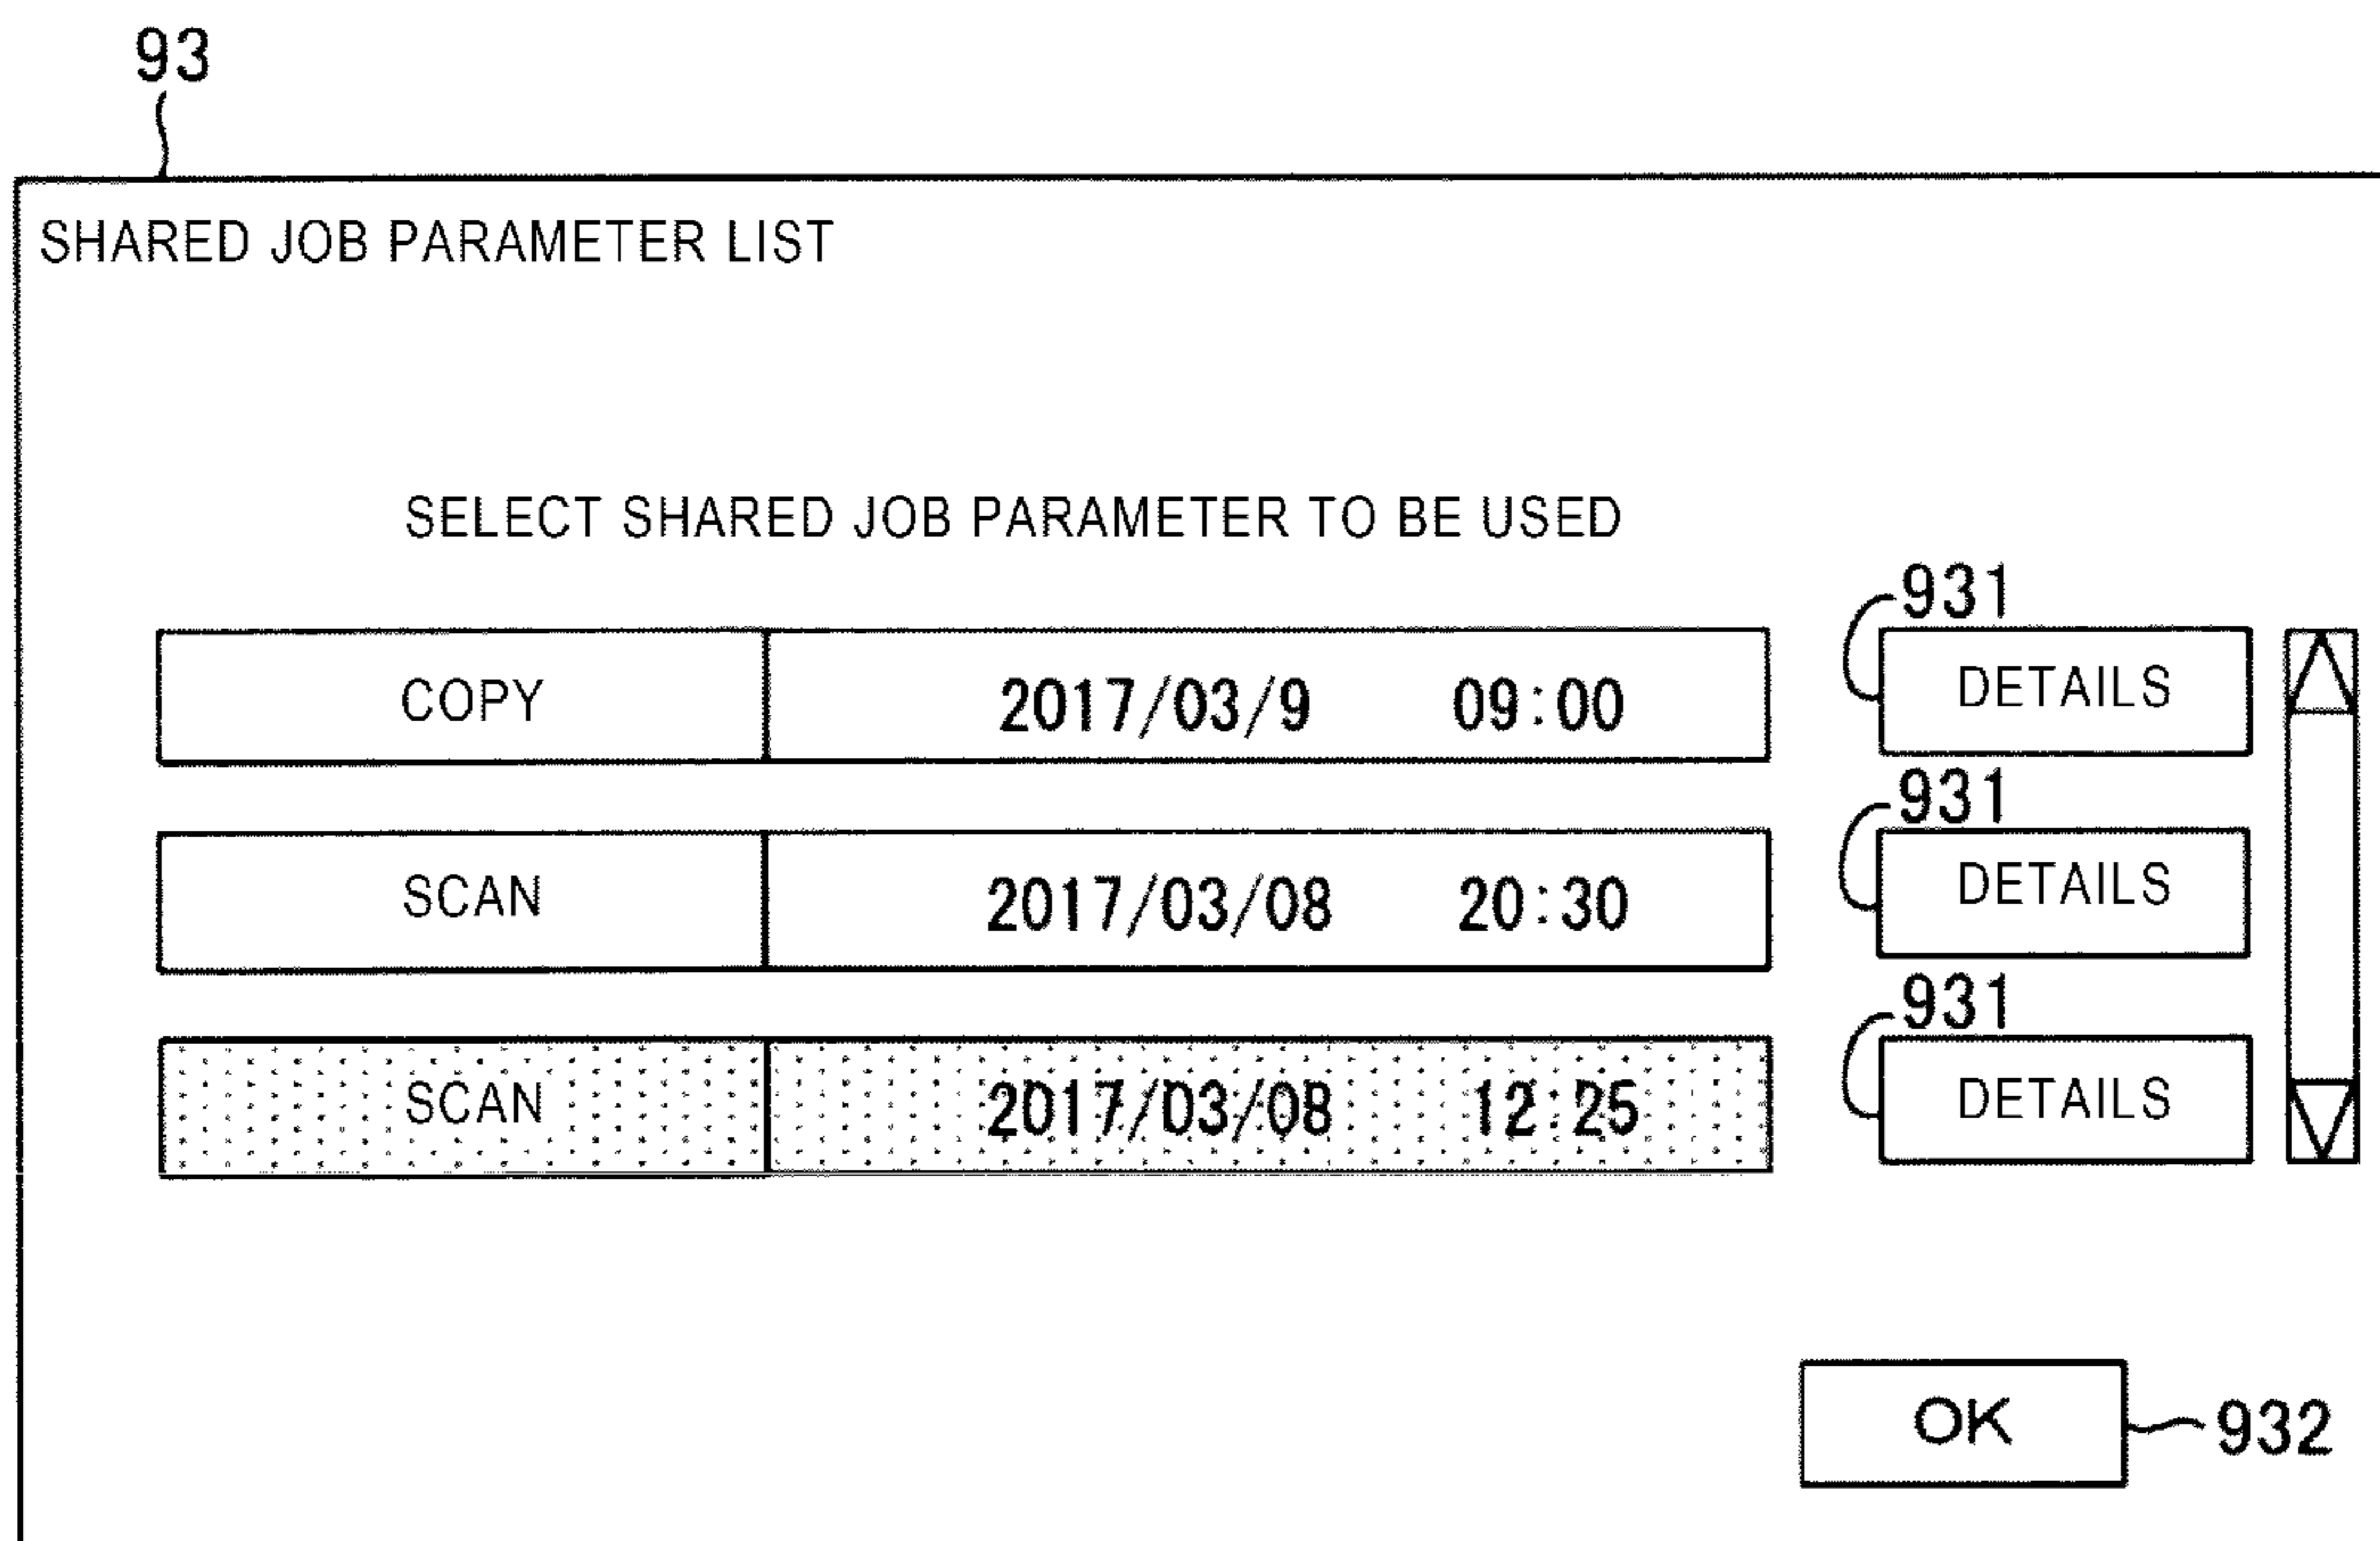 93
SHARED JOB PARAMETER LIST
SELECT SHARED JOB PARAMETER TO BE USED
931
COPY 2017/03/9 09:00 DETAILS
931
SCAN 2017/03/08 20:30 DETAILS
931
SCAN 2017/03/08 12:25 DETAILS
OK 932